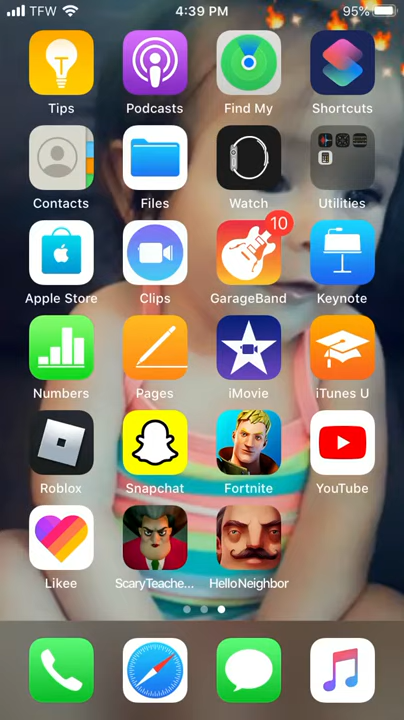 TFW 4:39 PM 95%
Tips Podcasts Find My Shortcuts
Contacts Files Watch Utilities
10
Apple Store Clips GarageBand Keynote
Numbers Pages iMovie iTunes U
Roblox Snapchat Fortnite YouTube
Likee ScaryTeache... HelloNeighbor